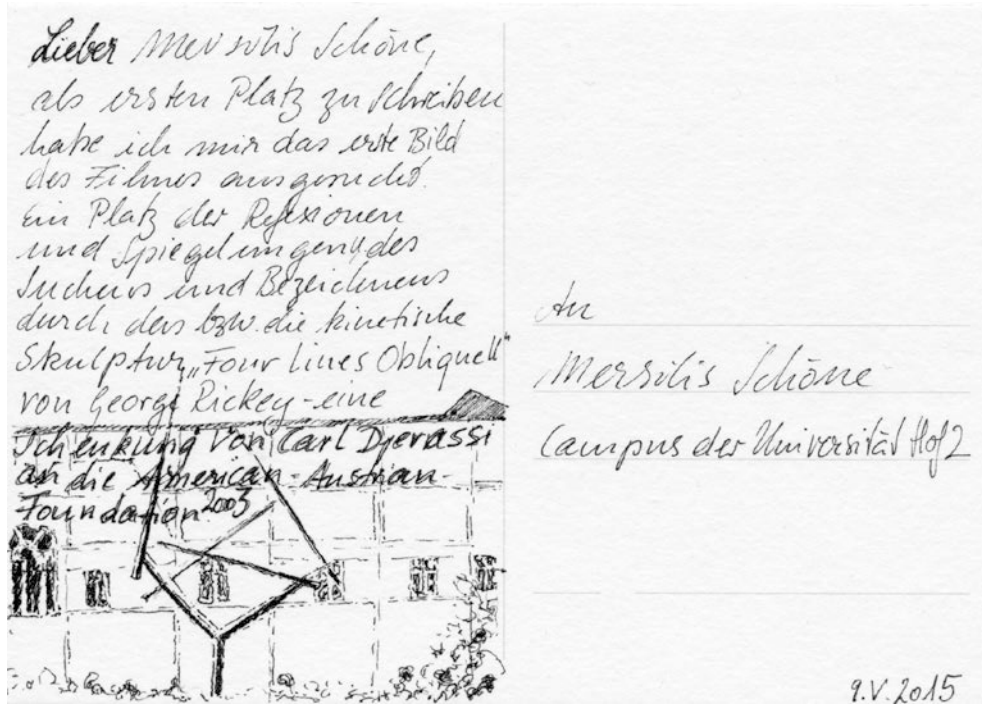 Lieber Mersolis Schöne,
als ersten Platz zu schreiben
habe ich mir das erste Bild
des Filmes ausgesucht.
Ein Platz der Reflexionen
und Spiegelungen, des
Suchens und Bezeichnens
durch den bzw. die kinetische
Skulptur „Four Lines Oblique II“
von George Rickey - eine
Schenkung von Carl Djerassi
an die American-Austrian-
Foundation 2003
An
Mersolis Schöne
Campus der Universität Hof 2
9.V.2015